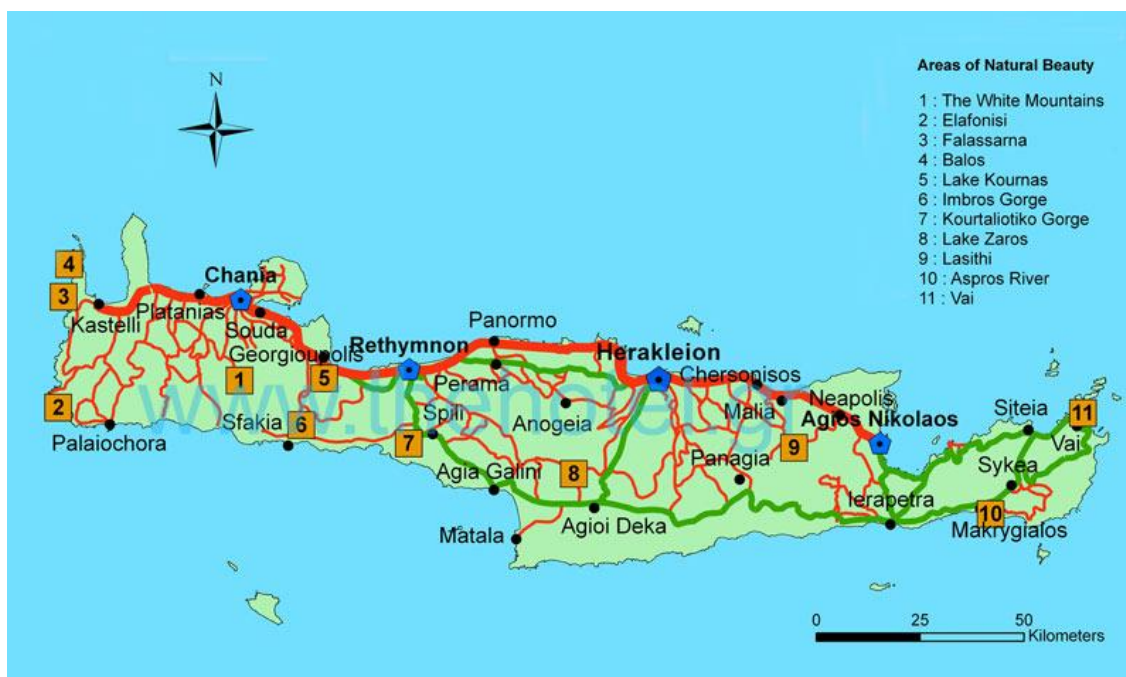 Areas of Natural Beauty
1 : The White Mountains
2 : Elafonisi
3 : Falassarna
4 : Balos
5 : Lake Kournas
6 : Imbros Gorge
7 : Kourtaliotiko Gorge
8 : Lake Zaros
9 : Lasithi
10 : Aspros River
11 : Vai
N
4
Chania
3
Kastelli
Platanias
Souda
Georgioupolis
Rethymnon
Panormo
Herakleion
Chersonisos
1
5
Perama
Malia
Neapolis
www.thehotel.gr
2
Palaiochora
Sfakia
6
Spili
7
Anogeia
Agios Nikolaos
Siteia
11
Vai
9
Agia Galini
8
Panagia
Sykea
Ierapetra
10
Makrygialos
Matala
Agioi Deka
0 25 50
Kilometers